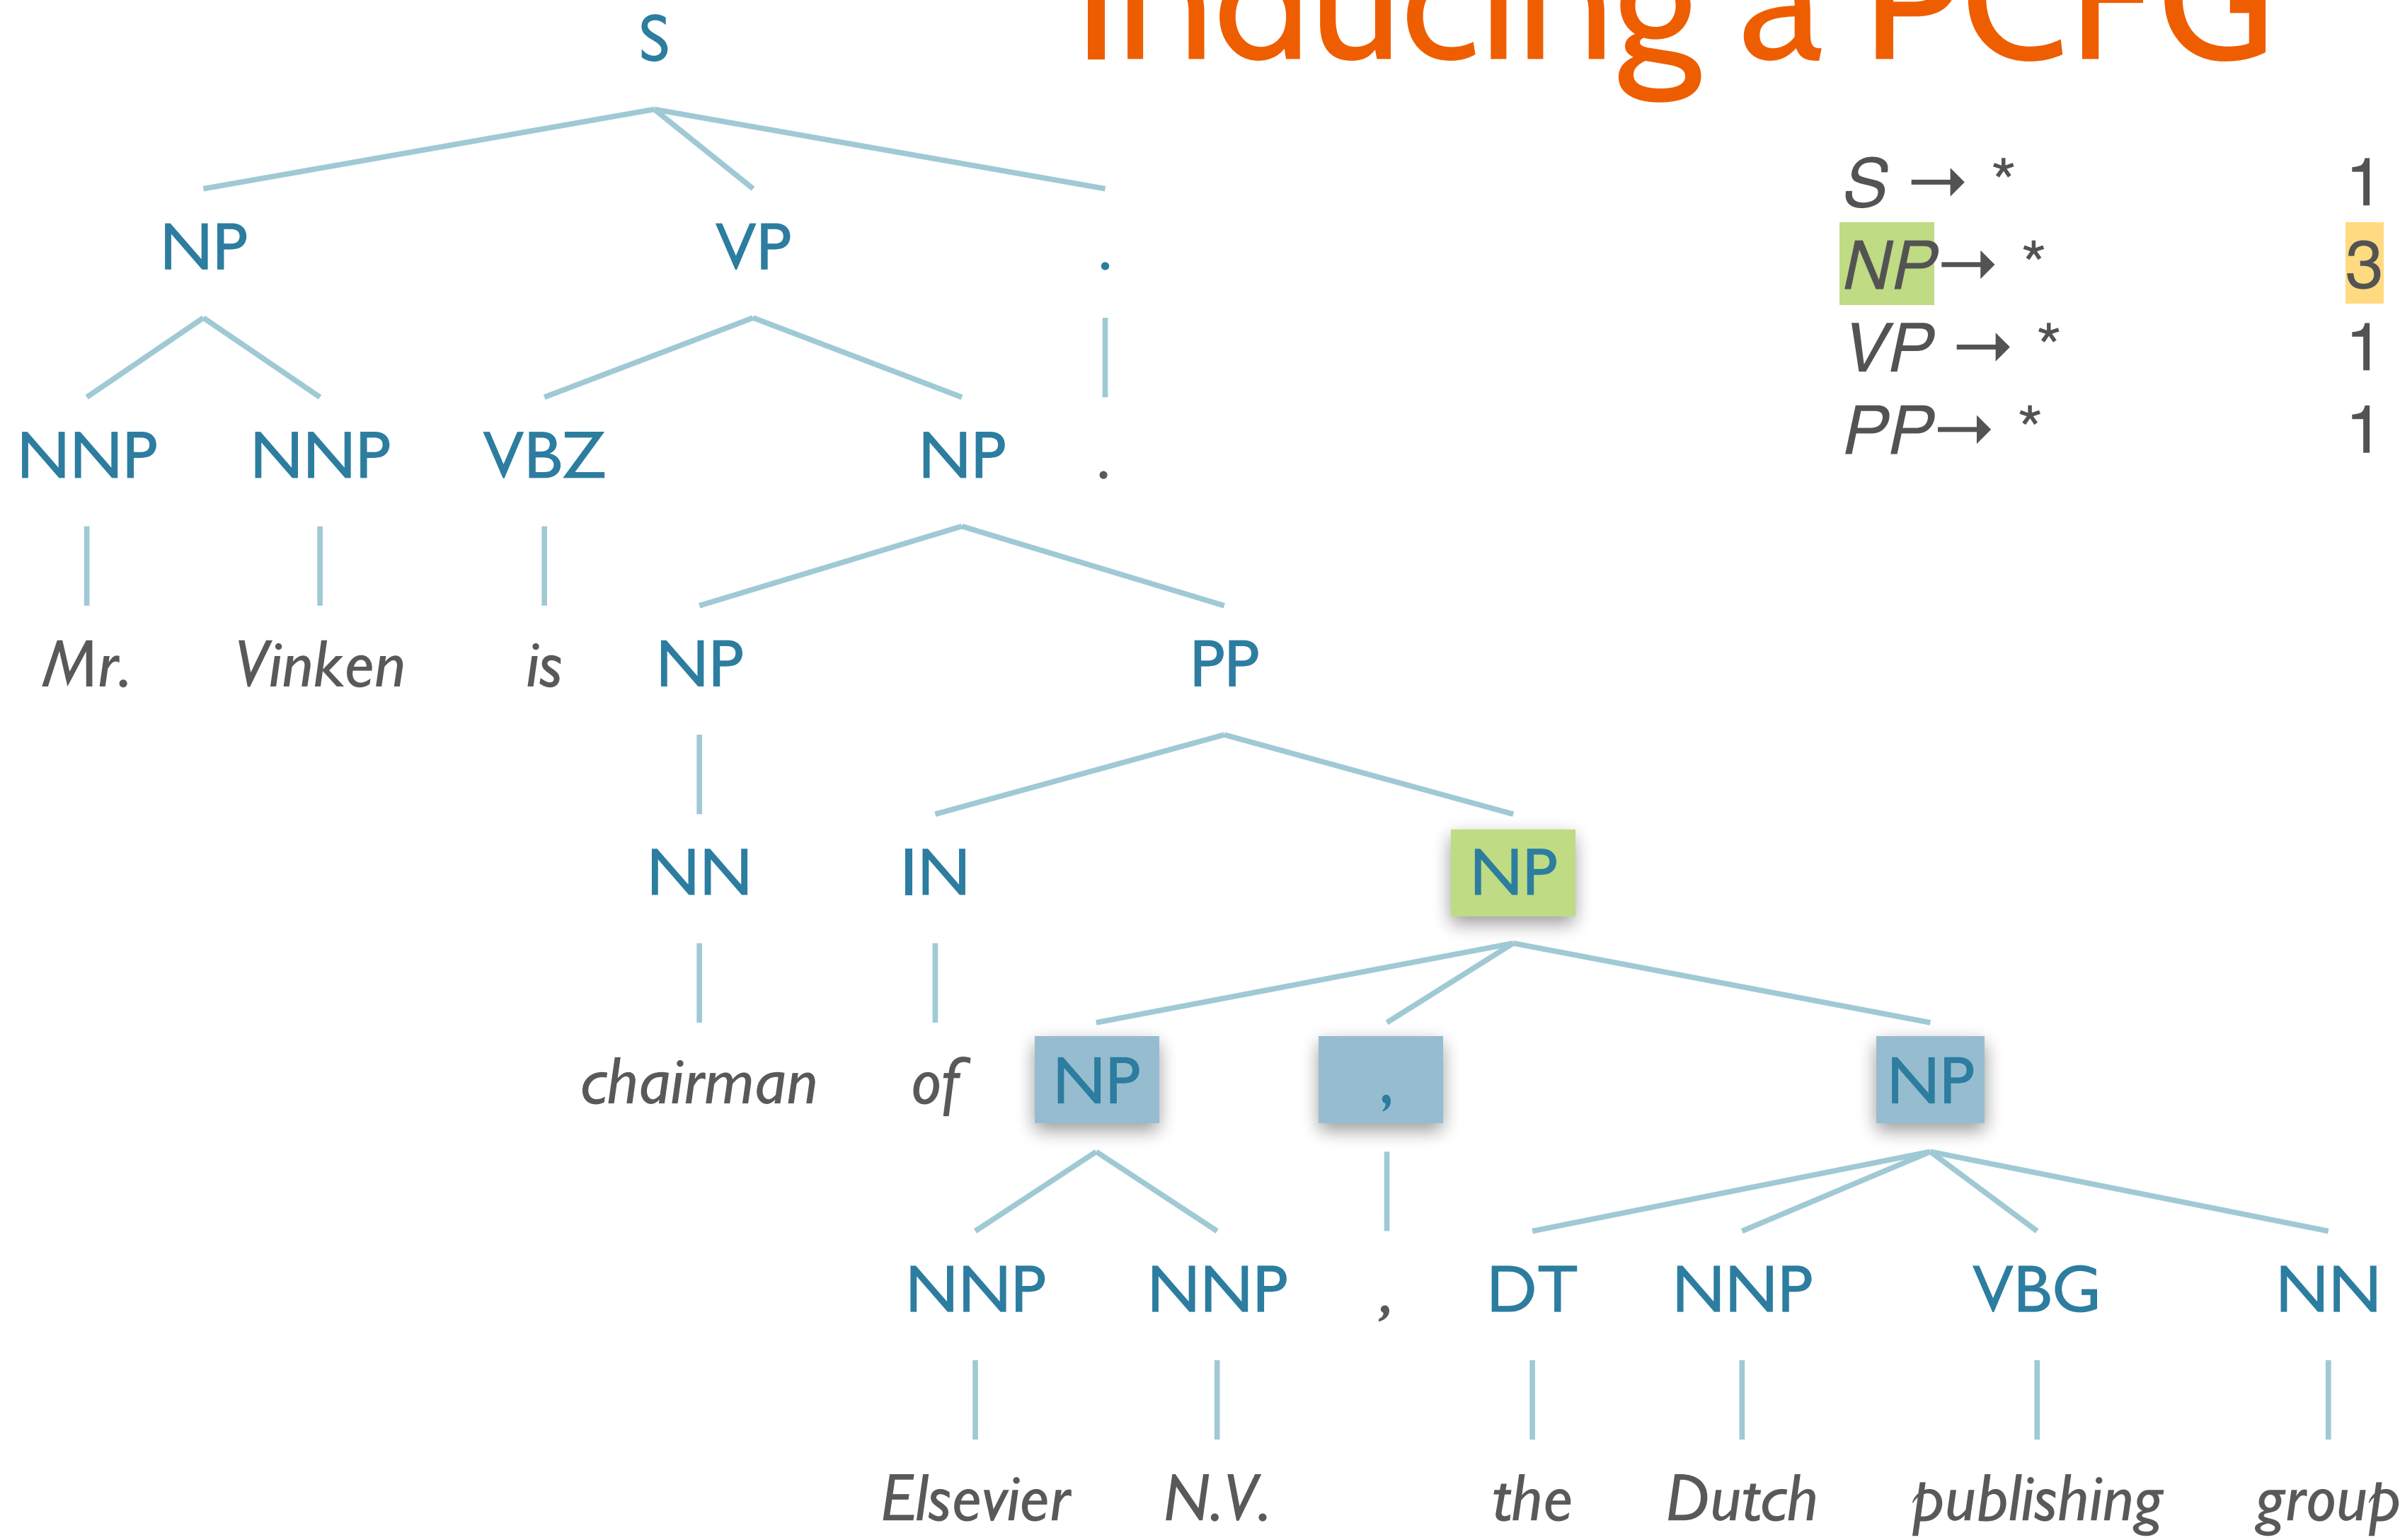 Inducing a PCFG
S
S → * 1
NP → * 3
VP → * 1
PP → * 1
NP VP .
NNP NNP VBZ NP .
Mr. Vinken is NP PP
NN IN NP
chairman of NP , NP
NNP NNP , DT NNP VBG NN
Elsevier N.V. the Dutch publishing group